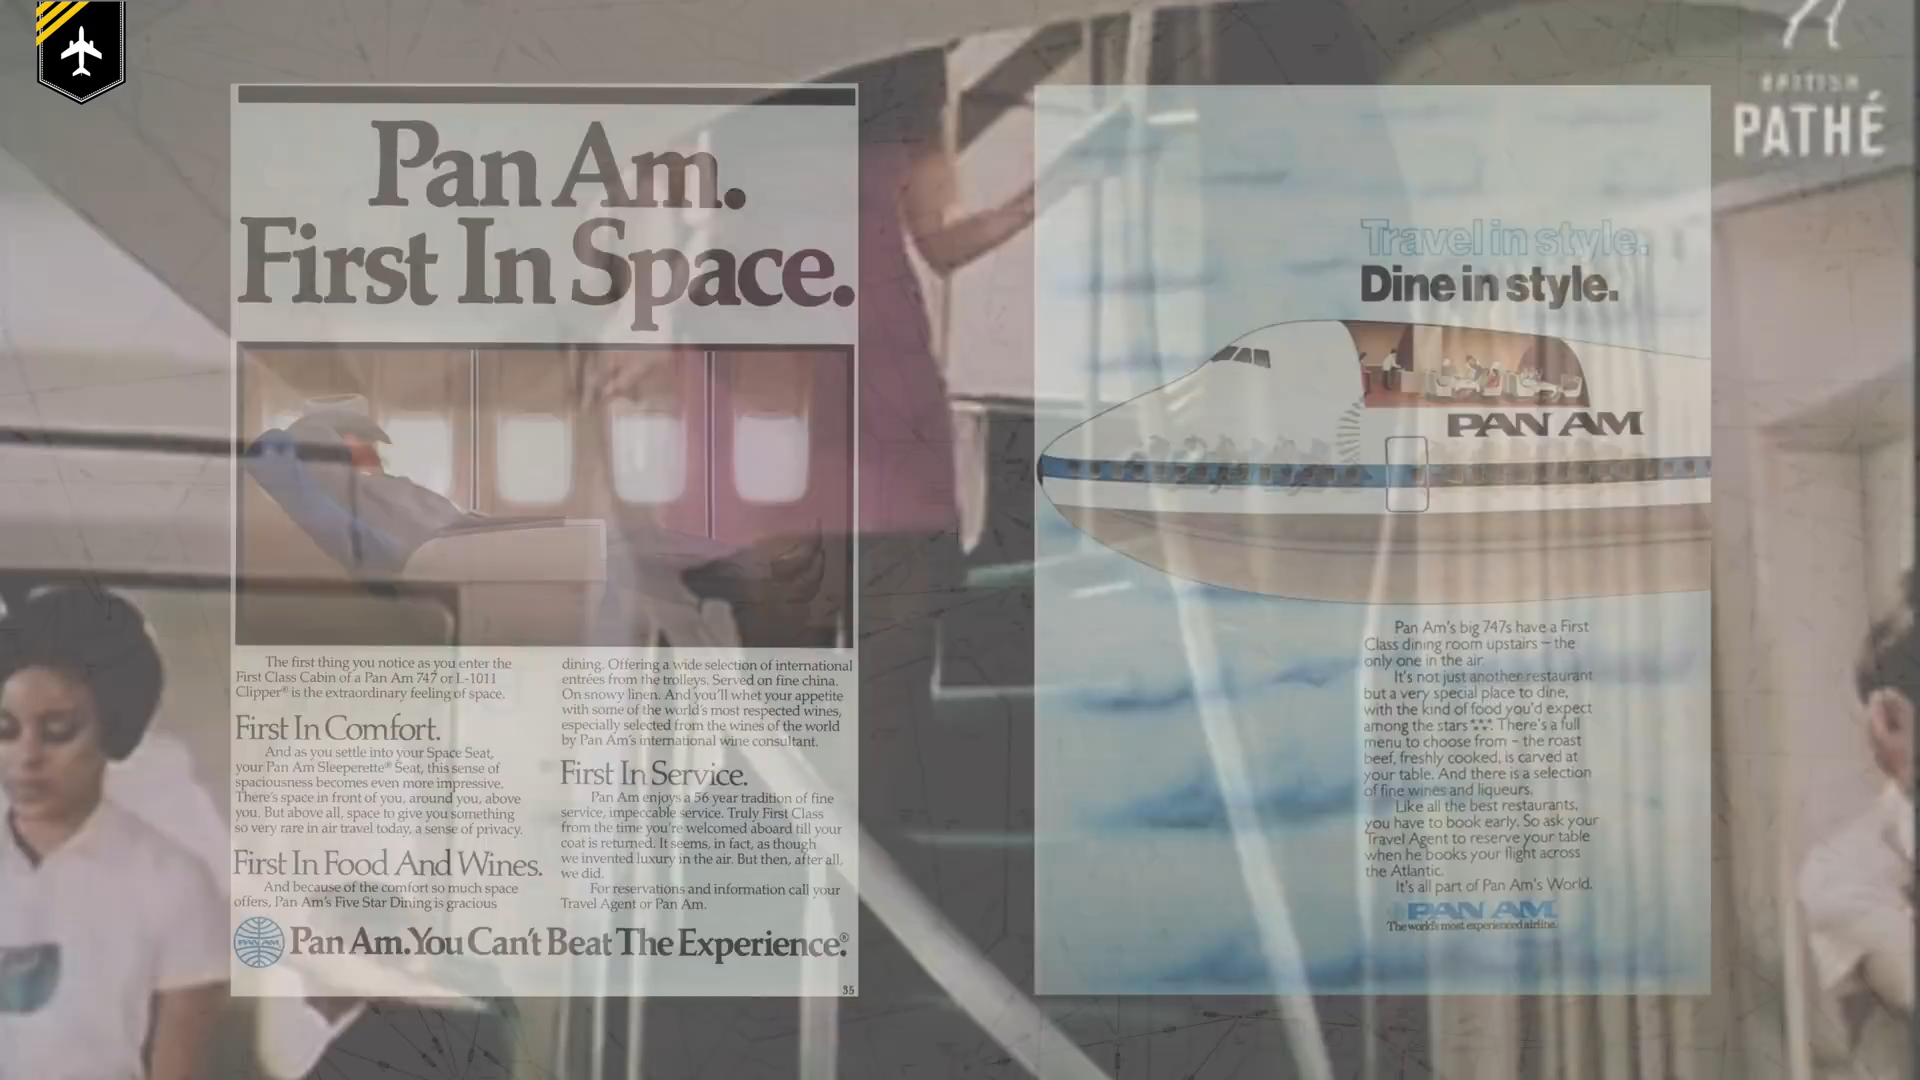 BRITISH
PATHÉ
Pan Am.
First In Space.
The first thing you notice as you enter the
First Class Cabin of a Pan Am 747 or L-1011
Clipper® is the extraordinary feeling of space.
First In Comfort.
And as you settle into your Space Seat,
your Pan Am Sleeperette® Seat, this sense of
spaciousness becomes even more impressive.
There's space in front of you, around you, above
you. But above all, space to give you something
so very rare in air travel today, a sense of privacy.
First In Food And Wines.
And because of the comfort so much space
offers, Pan Am's Five Star Dining is gracious
dining. Offering a wide selection of international
entrées from the trolleys. Served on fine china.
On snowy linen. And you'll whet your appetite
with some of the world's most respected wines,
especially selected from the wines of the world
by Pan Am's international wine consultant.
First In Service.
Pan Am enjoys a 56 year tradition of fine
service, impeccable service. Truly First Class
from the time you're welcomed aboard till your
coat is returned. It seems, in fact, as though
we invented luxury in the air. But then, after all,
we did.
For reservations and information call your
Travel Agent or Pan Am.
PAN AM
Pan Am. You Can't Beat The Experience.®
35
Travel in style.
Dine in style.
PAN AM
Pan Am's big 747s have a First
Class dining room upstairs – the
only one in the air.
It's not just another restaurant
but a very special place to dine,
with the kind of food you'd expect
among the stars. There's a full
menu to choose from – the roast
beef, freshly cooked, is carved at
your table. And there is a selection
of fine wines and liqueurs.
Like all the best restaurants,
you have to book early. So ask your
Travel Agent to reserve your table
when he books your flight across
the Atlantic.
It's all part of Pan Am's World.
PAN AM
The world's most experienced airline.